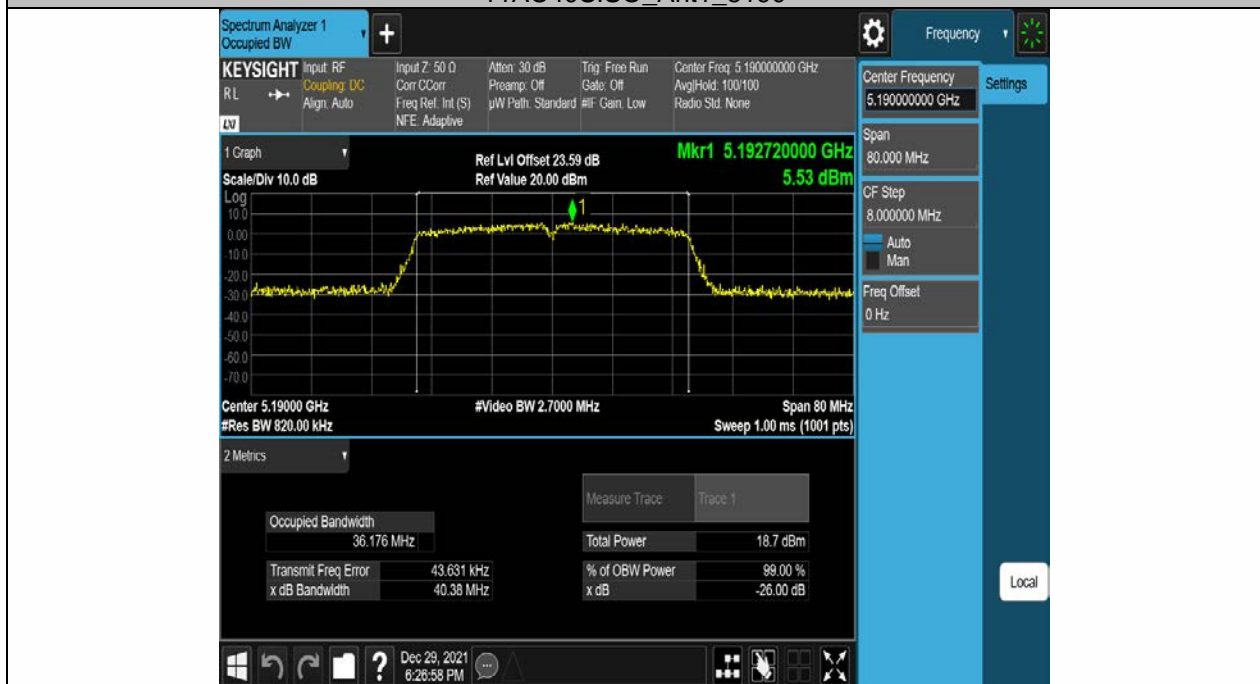 11AC40SISO_Ant1_5190
Spectrum Analyzer 1
Occupied BW
+
Frequency
KEYSIGHT
RL
LXI
Input: RF
Coupling: DC
Align: Auto
Input Z: 50 Ω
Corr CCorr
Freq Ref: Int (S)
NFE: Adaptive
Atten: 30 dB
Preamp: Off
µW Path: Standard
Trig: Free Run
Gate: Off
#IF Gain: Low
Center Freq: 5.190000000 GHz
Avg|Hold: 100/100
Radio Std: None
Center Frequency
5.190000000 GHz
Settings
Span
80.000 MHz
CF Step
8.000000 MHz
Auto
Man
Freq Offset
0 Hz
Local
1 Graph
Scale/Div 10.0 dB
Ref Lvl Offset 23.59 dB
Ref Value 20.00 dBm
Mkr1 5.192720000 GHz
5.53 dBm
Log
10.0
0.00
-10.0
-20.0
-30.0
-40.0
-50.0
-60.0
-70.0
1
Center 5.19000 GHz
#Res BW 820.00 kHz
#Video BW 2.7000 MHz
Span 80 MHz
Sweep 1.00 ms (1001 pts)
2 Metrics
Measure Trace Trace 1
Occupied Bandwidth
36.176 MHz
Total Power 18.7 dBm
Transmit Freq Error 43.631 kHz
% of OBW Power 99.00 %
x dB Bandwidth 40.38 MHz
x dB -26.00 dB
?
Dec 29, 2021
6:26:58 PM